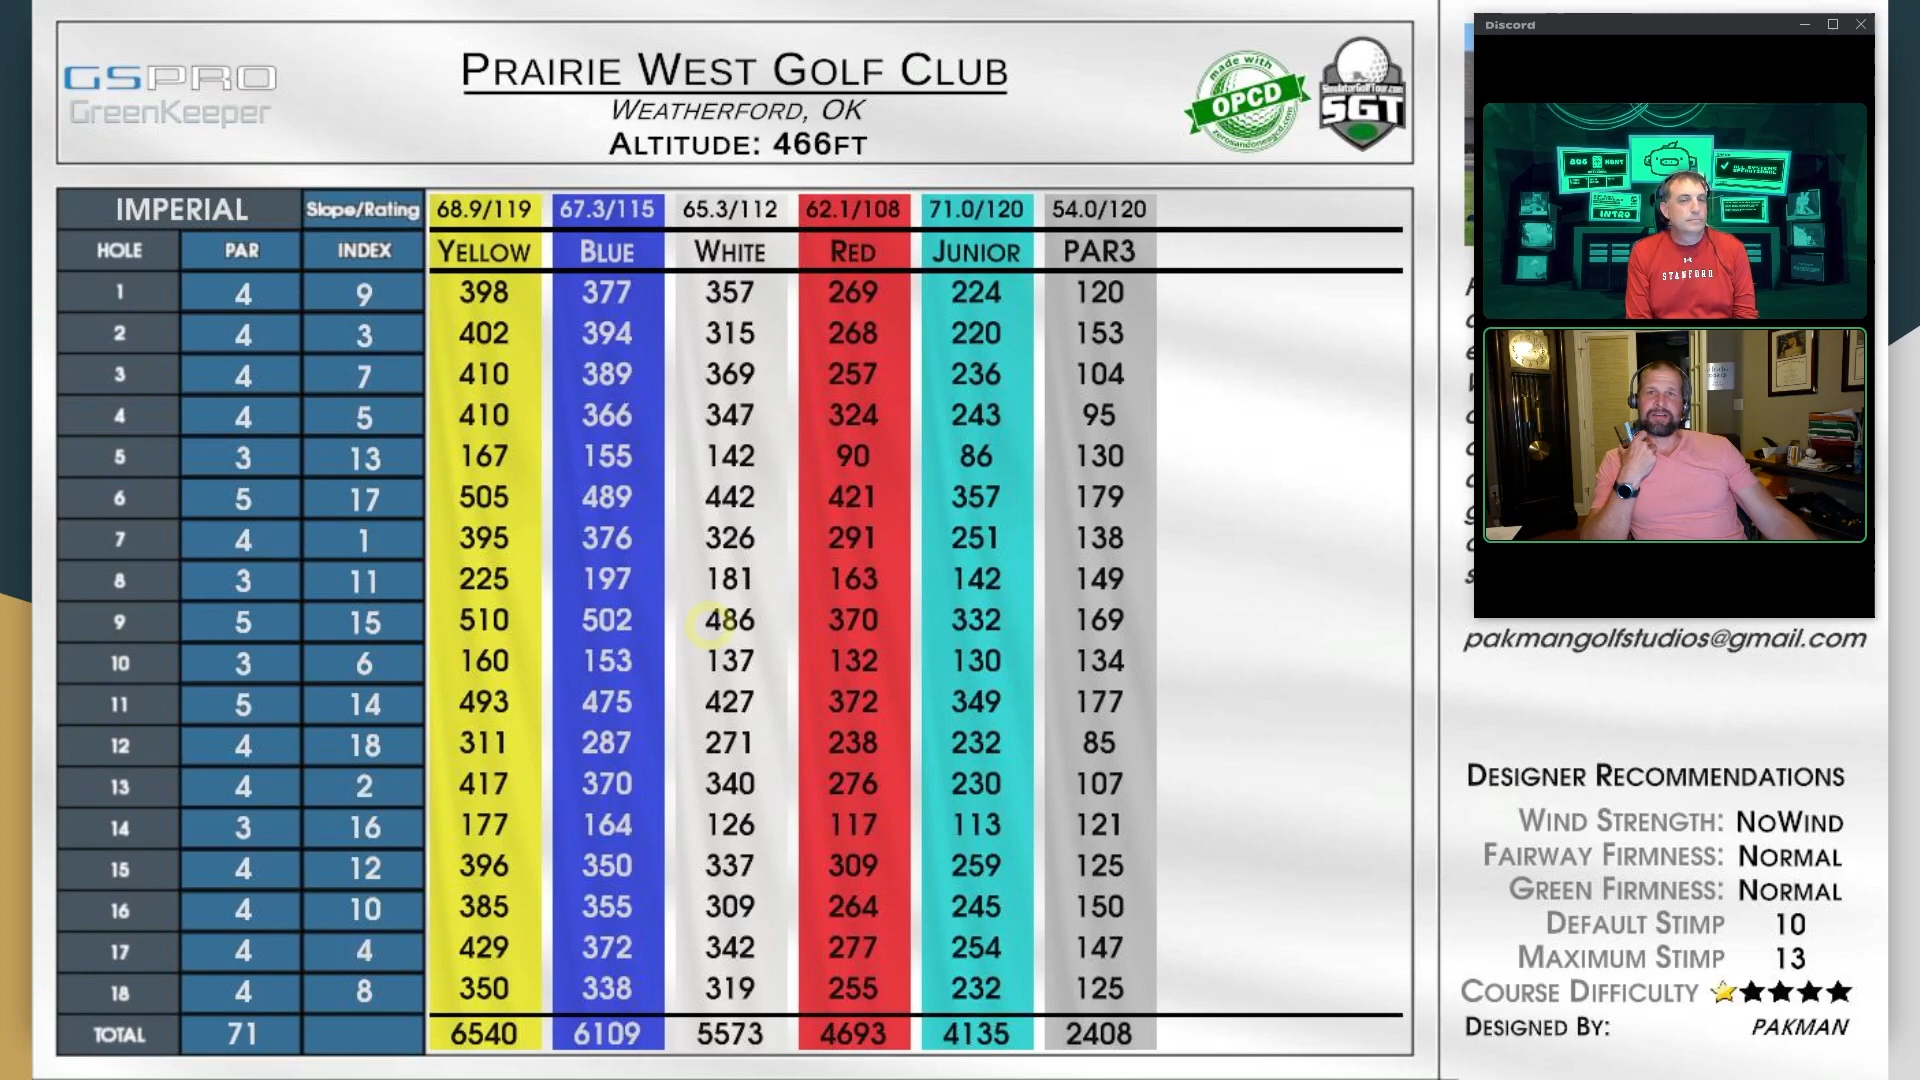 GSPRO
GreenKeeper
PRAIRIE WEST GOLF CLUB
WEATHERFORD, OK
ALTITUDE: 466FT
made with
OPCD
zerosandonesgcd.com
SimulatorGolfTour.com
SGT
IMPERIAL Slope/Rating 68.9/119 67.3/115 65.3/112 62.1/108 71.0/120 54.0/120
HOLE PAR INDEX YELLOW BLUE WHITE RED JUNIOR PAR3
1 4 9 398 377 357 269 224 120
2 4 3 402 394 315 268 220 153
3 4 7 410 389 369 257 236 104
4 4 5 410 366 347 324 243 95
5 3 13 167 155 142 90 86 130
6 5 17 505 489 442 421 357 179
7 4 1 395 376 326 291 251 138
8 3 11 225 197 181 163 142 149
9 5 15 510 502 486 370 332 169
10 3 6 160 153 137 132 130 134
11 5 14 493 475 427 372 349 177
12 4 18 311 287 271 238 232 85
13 4 2 417 370 340 276 230 107
14 3 16 177 164 126 117 113 121
15 4 12 396 350 337 309 259 125
16 4 10 385 355 309 264 245 150
17 4 4 429 372 342 277 254 147
18 4 8 350 338 319 255 232 125
TOTAL 71 6540 6109 5573 4693 4135 2408
Discord
INTRO
STANFORD
pakmangolfstudios@gmail.com
DESIGNER RECOMMENDATIONS
WIND STRENGTH: NOWIND
FAIRWAY FIRMNESS: NORMAL
GREEN FIRMNESS: NORMAL
DEFAULT STIMP 10
MAXIMUM STIMP 13
COURSE DIFFICULTY
DESIGNED BY: PAKMAN